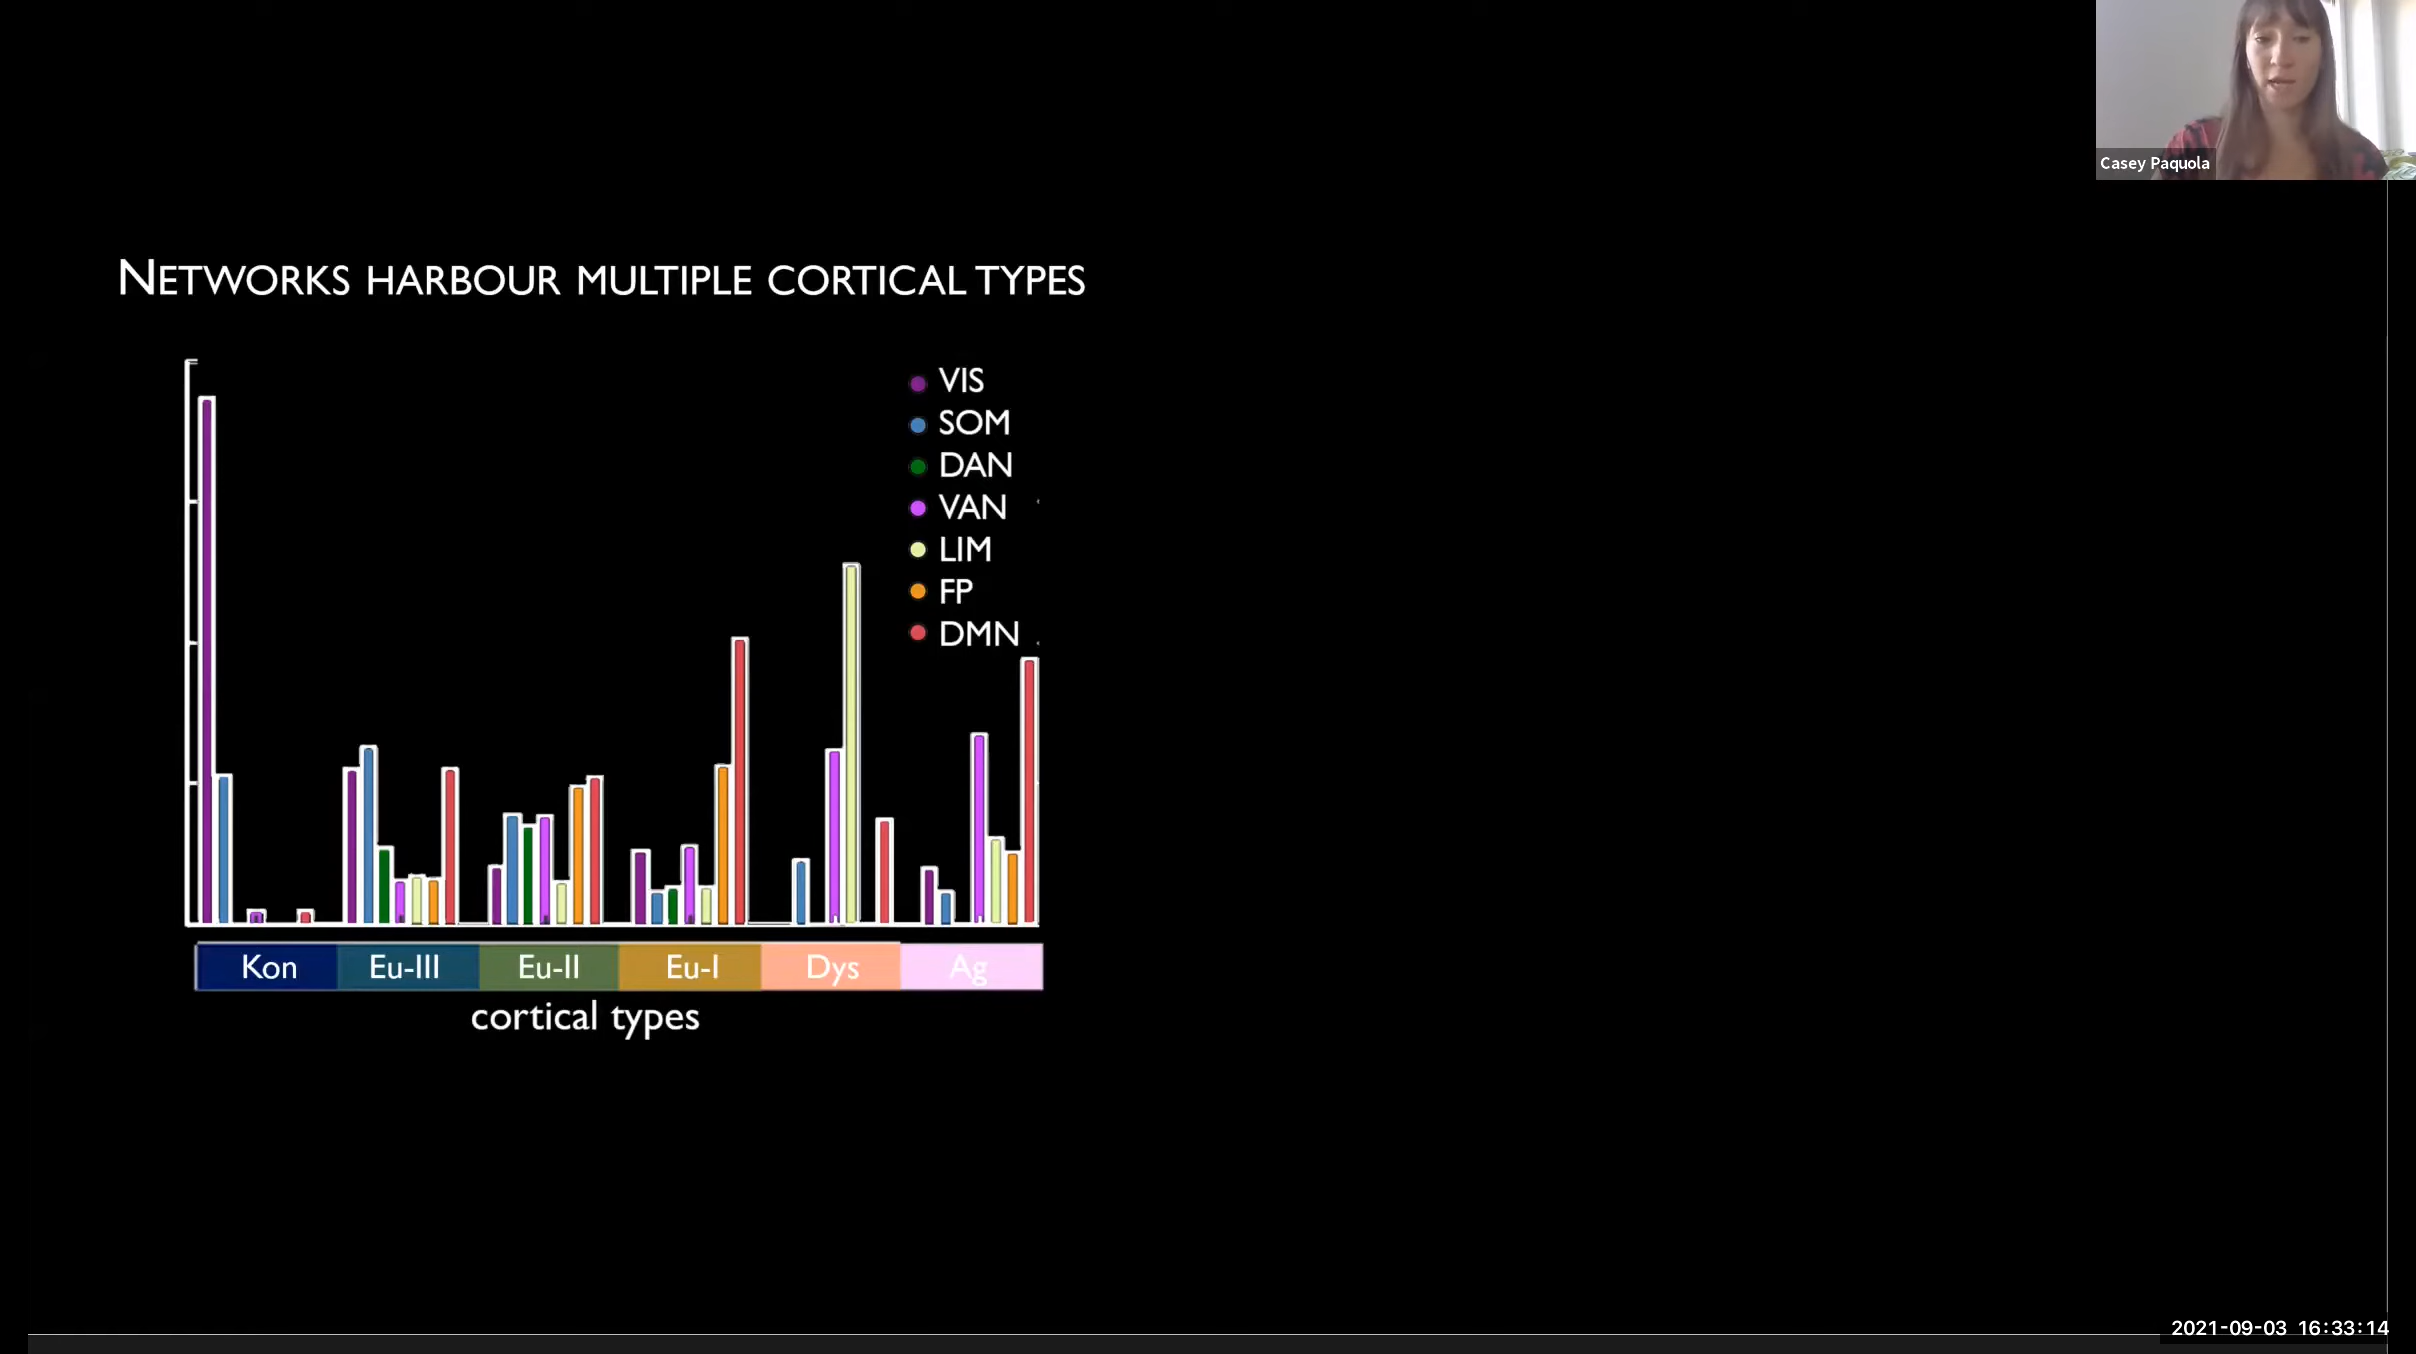 Casey Paquola
NETWORKS HARBOUR MULTIPLE CORTICAL TYPES
VIS
SOM
DAN
VAN
LIM
FP
DMN
Kon Eu-III Eu-II Eu-I Dys Ag
cortical types
2021-09-03 16:33:14